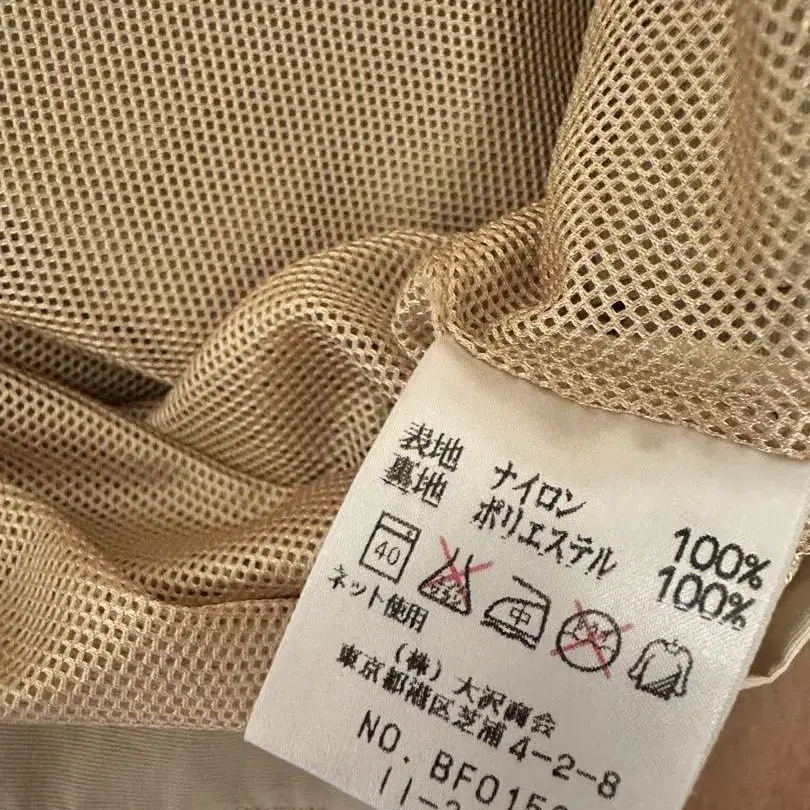 表地 ナイロン 100%
裏地 ポリエステル 100%
40 中
ネット使用
(株)大沢商会
東京都港区芝浦4-2-8
NO. BF015
11-